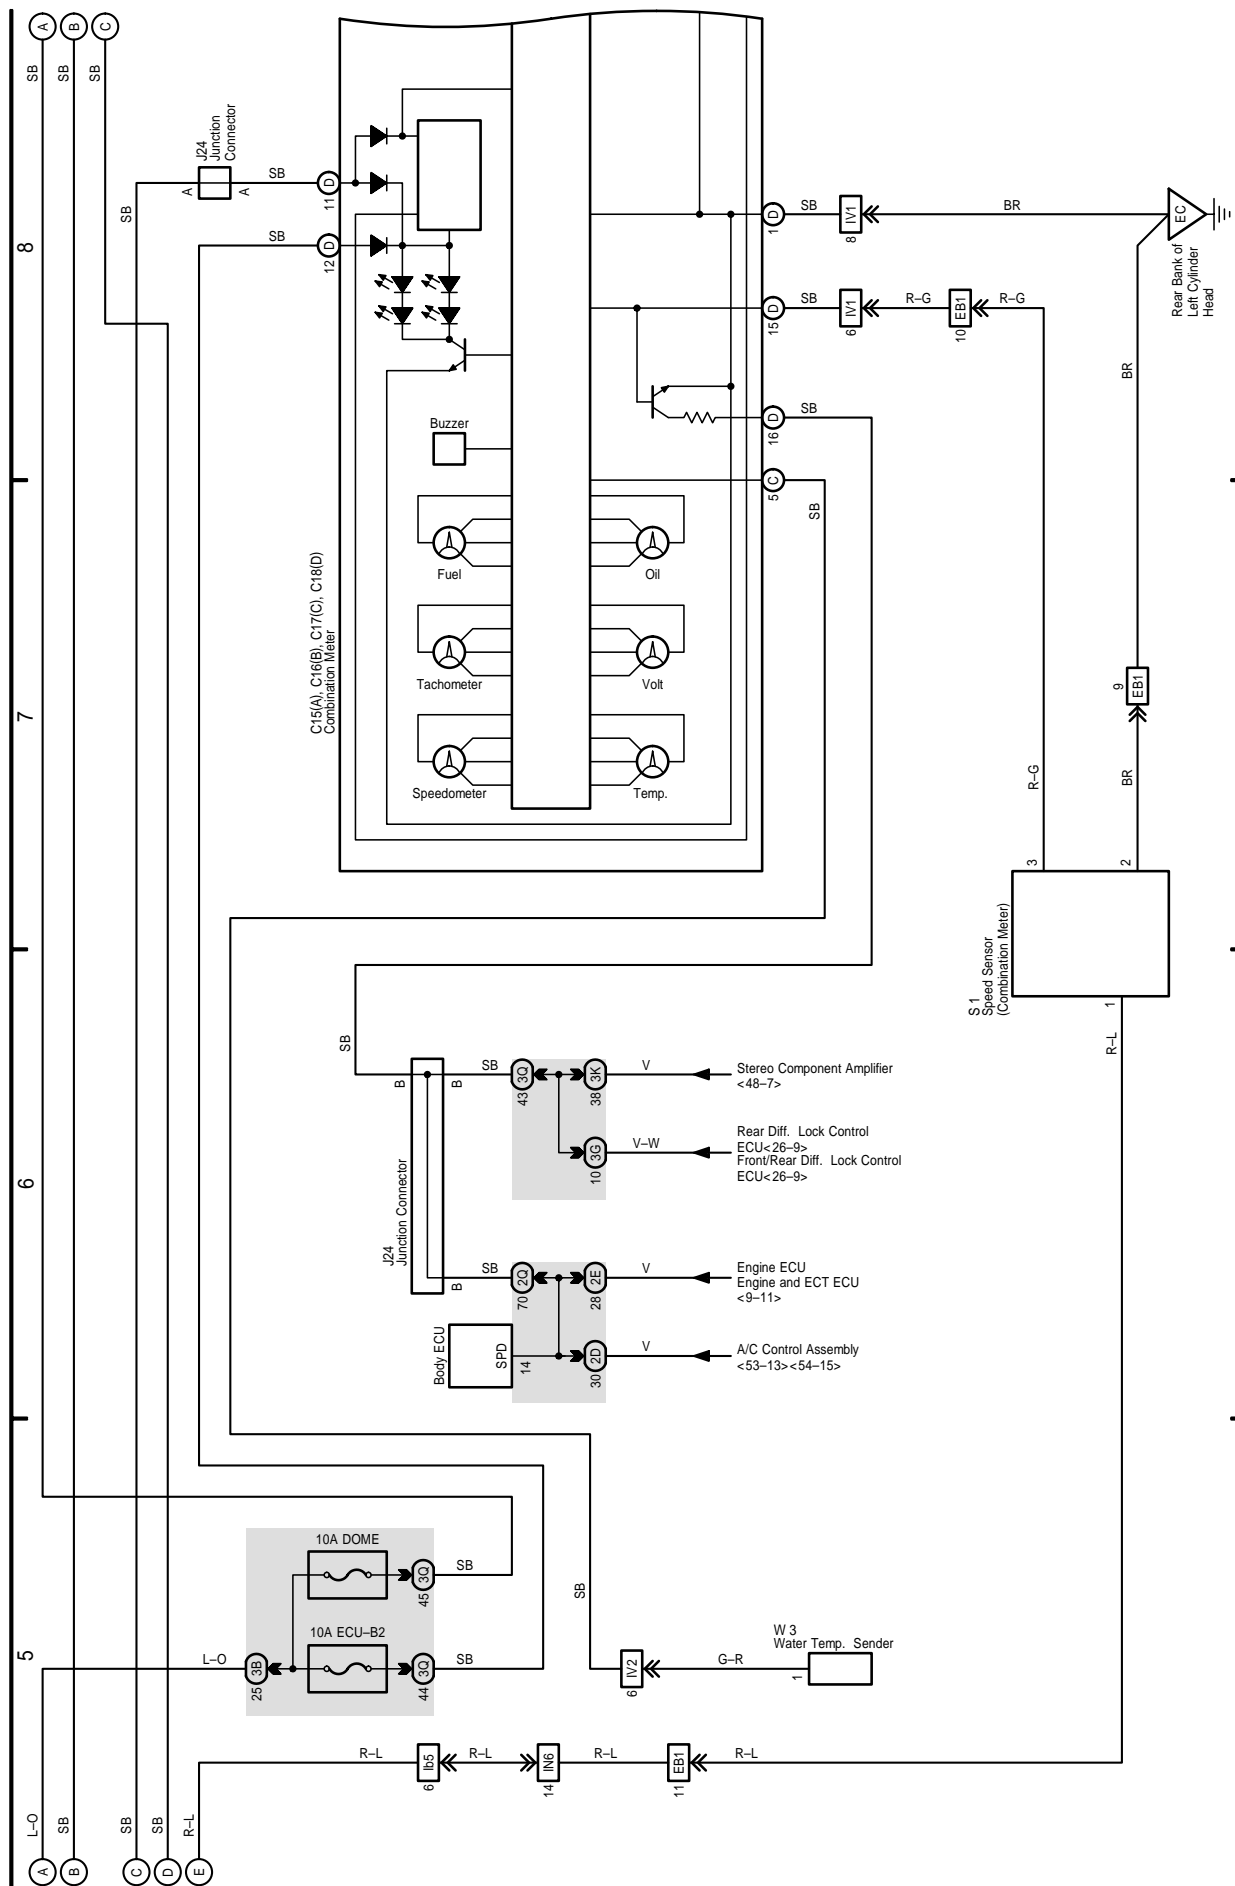 A
B
C
SB
SB
SB
J24
Junction
Connector
A
A
SB
SB
SB
11
D
12
D
8
1
D
SB
8
IV1
BR
EC
Rear Bank of
Left Cylinder
Head
15
D
SB
6
IV1
R–G
10
EB1
R–G
BR
16
D
SB
5
C
SB
Buzzer
Fuel
Oil
C15(A), C16(B), C17(C), C18(D)
Combination Meter
Tachometer
Volt
7
Speedometer
Temp.
9
EB1
R–G
BR
3
2
S 1
Speed Sensor
(Combination Meter)
1
R–L
SB
B
B
SB
43
3Q
38
3K
V
Stereo Component Amplifier
<48–7>
10
3G
V–W
Rear Diff. Lock Control
ECU<26–9>
Front/Rear Diff. Lock Control
ECU<26–9>
6
J24
Junction Connector
B
SB
70
2Q
28
2E
V
Engine ECU
Engine and ECT ECU
<9–11>
Body ECU
SPD
14
30
2D
V
A/C Control Assembly
<53–13><54–15>
10A DOME
45
3Q
SB
SB
5
L–O
25
3B
10A ECU–B2
44
3Q
SB
6
IV2
G–R
W 3
Water Temp. Sender
1
R–L
6
Ib5
R–L
14
IN6
R–L
11
EB1
R–L
L–O
SB
SB
SB
R–L
A
B
C
D
E